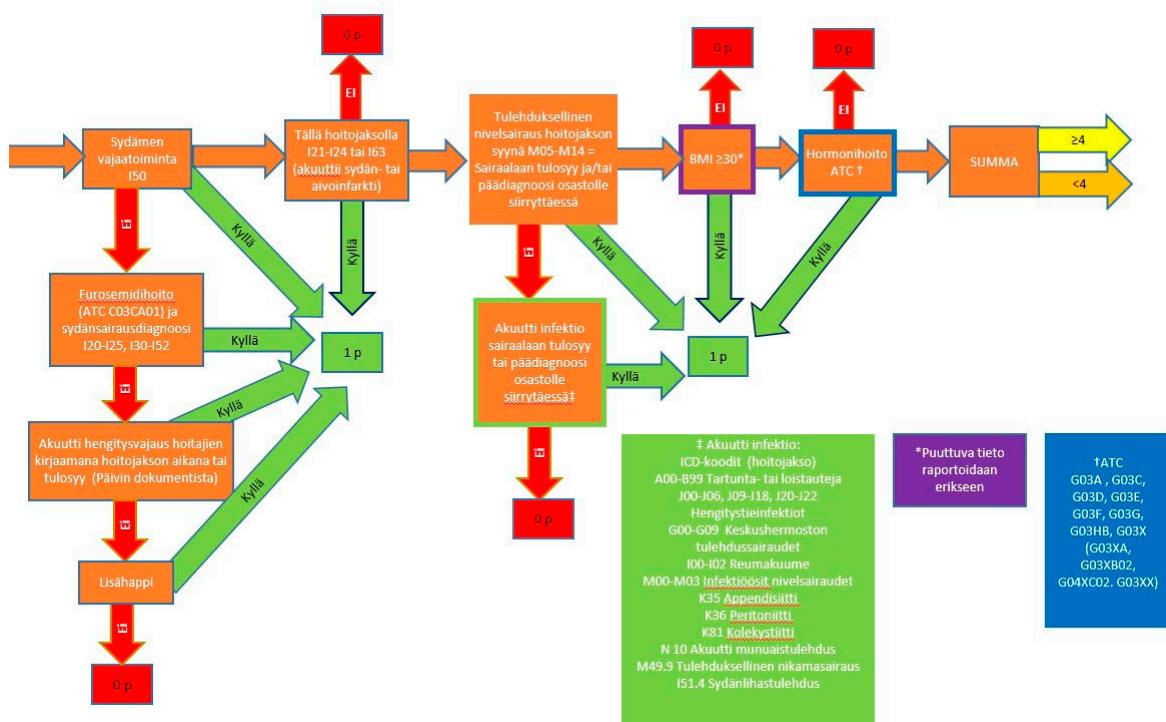 0 p
EI
Sydämen
vajaatoiminta
I50
Ei
Kyllä
Tällä hoitojaksolla
I21-I24 tai I63
(akuuttii sydän- tai
aivoinfarkti)
Kyllä
Tulehduksellinen
nivelsairaus hoitojakson
syynä M05-M14 =
Sairaalaan tulosyy ja/tai
päädiagnoosi osastolle
siirryttäessä
Ei
Kyllä
0 p
EI
BMI ≥30*
Kyllä
0 p
EI
Hormonihoito
ATC †
Kyllä
SUMMA
≥4
<4
Furosemidihoito
(ATC C03CA01) ja
sydänsairausdiagnoosi
I20-I25, I30-I52
Kyllä
Ei
1 p
Akuutti infektio
sairaalaan tulosyy
tai päädiagnoosi
osastolle
siirrytäessä‡
Kyllä
1 p
Ei
0 p
Akuutti hengitysvajaus hoitajien
kirjaamana hoitojakson aikana tai
tulosyy (Päivin dokumentista)
Kyllä
Ei
Lisähappi
Kyllä
Ei
0 p
‡ Akuutti infektio:
ICD-koodit (hoitojakso)
A00-B99 Tartunta- tai loistauteja
J00-J06, J09-J18, J20-J22
Hengitystieinfektiot
G00-G09 Keskushermoston
tulehdussairaudet
I00-I02 Reumakuume
M00-M03 Infektiöösit nivelsairaudet
K35 Appendisiitti
K36 Peritoniitti
K81 Kolekystiitti
N 10 Akuutti munuaistulehdus
M49.9 Tulehduksellinen nikamasairaus
I51.4 Sydänlihastulehdus
*Puuttuva tieto
raportoidaan
erikseen
†ATC
G03A , G03C,
G03D, G03E,
G03F, G03G,
G03HB, G03X
(G03XA,
G03XB02,
G04XC02. G03XX)